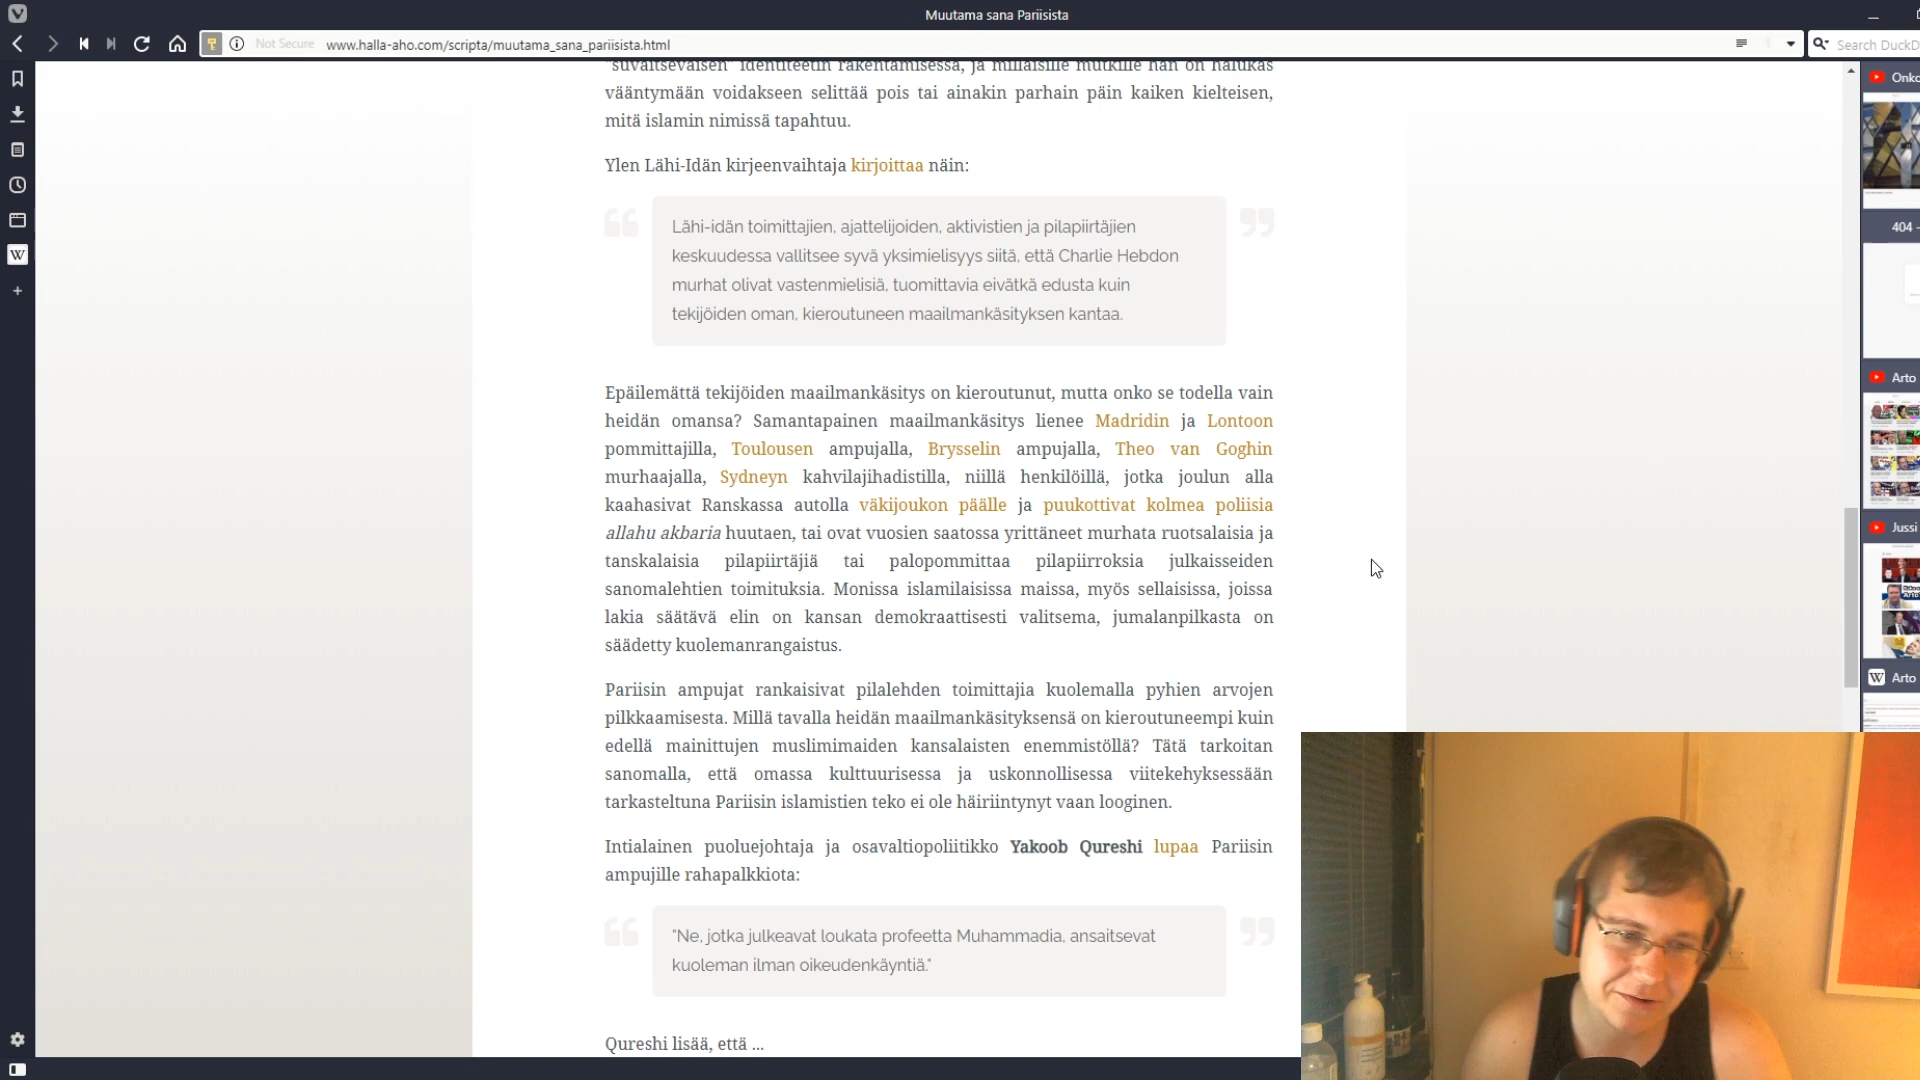 Muutama sana Pariisista
Not Secure www.halla-aho.com/scripta/muutama_sana_pariisista.html
Search DuckD
"suvaitsevaisen" identiteetin rakentamisessa, ja millaisille mutkille hän on halukas
vääntymään voidakseen selittää pois tai ainakin parhain päin kaiken kielteisen,
mitä islamin nimissä tapahtuu.
Ylen Lähi-Idän kirjeenvaihtaja kirjoittaa näin:
Lähi-idän toimittajien, ajattelijoiden, aktivistien ja pilapiirtäjien
keskuudessa vallitsee syvä yksimielisyys siitä, että Charlie Hebdon
murhat olivat vastenmielisiä, tuomittavia eivätkä edusta kuin
tekijöiden oman, kieroutuneen maailmankäsityksen kantaa.
Epäilemättä tekijöiden maailmankäsitys on kieroutunut, mutta onko se todella vain
heidän omansa? Samantapainen maailmankäsitys lienee Madridin ja Lontoon
pommittajilla, Toulousen ampujalla, Brysselin ampujalla, Theo van Goghin
murhaajalla, Sydneyn kahvilajihadistilla, niillä henkilöillä, jotka joulun alla
kaahasivat Ranskassa autolla väkijoukon päälle ja puukottivat kolmea poliisia
allahu akbaria huutaen, tai ovat vuosien saatossa yrittäneet murhata ruotsalaisia ja
tanskalaisia pilapiirtäjiä tai palopommittaa pilapiirroksia julkaisseiden
sanomalehtien toimituksia. Monissa islamilaisissa maissa, myös sellaisissa, joissa
lakia säätävä elin on kansan demokraattisesti valitsema, jumalanpilkasta on
säädetty kuolemanrangaistus.
Pariisin ampujat rankaisivat pilalehden toimittajia kuolemalla pyhien arvojen
pilkkaamisesta. Millä tavalla heidän maailmankäsityksensä on kieroutuneempi kuin
edellä mainittujen muslimimaiden kansalaisten enemmistöllä? Tätä tarkoitan
sanomalla, että omassa kulttuurisessa ja uskonnollisessa viitekehyksessään
tarkasteltuna Pariisin islamistien teko ei ole häiriintynyt vaan looginen.
Intialainen puoluejohtaja ja osavaltiopoliitikko Yakoob Qureshi lupaa Pariisin
ampujille rahapalkkiota:
"Ne, jotka julkeavat loukata profeetta Muhammadia, ansaitsevat
kuoleman ilman oikeudenkäyntiä."
Qureshi lisää, että ...
Onko
404 -
Arto
Jussi
W Arto